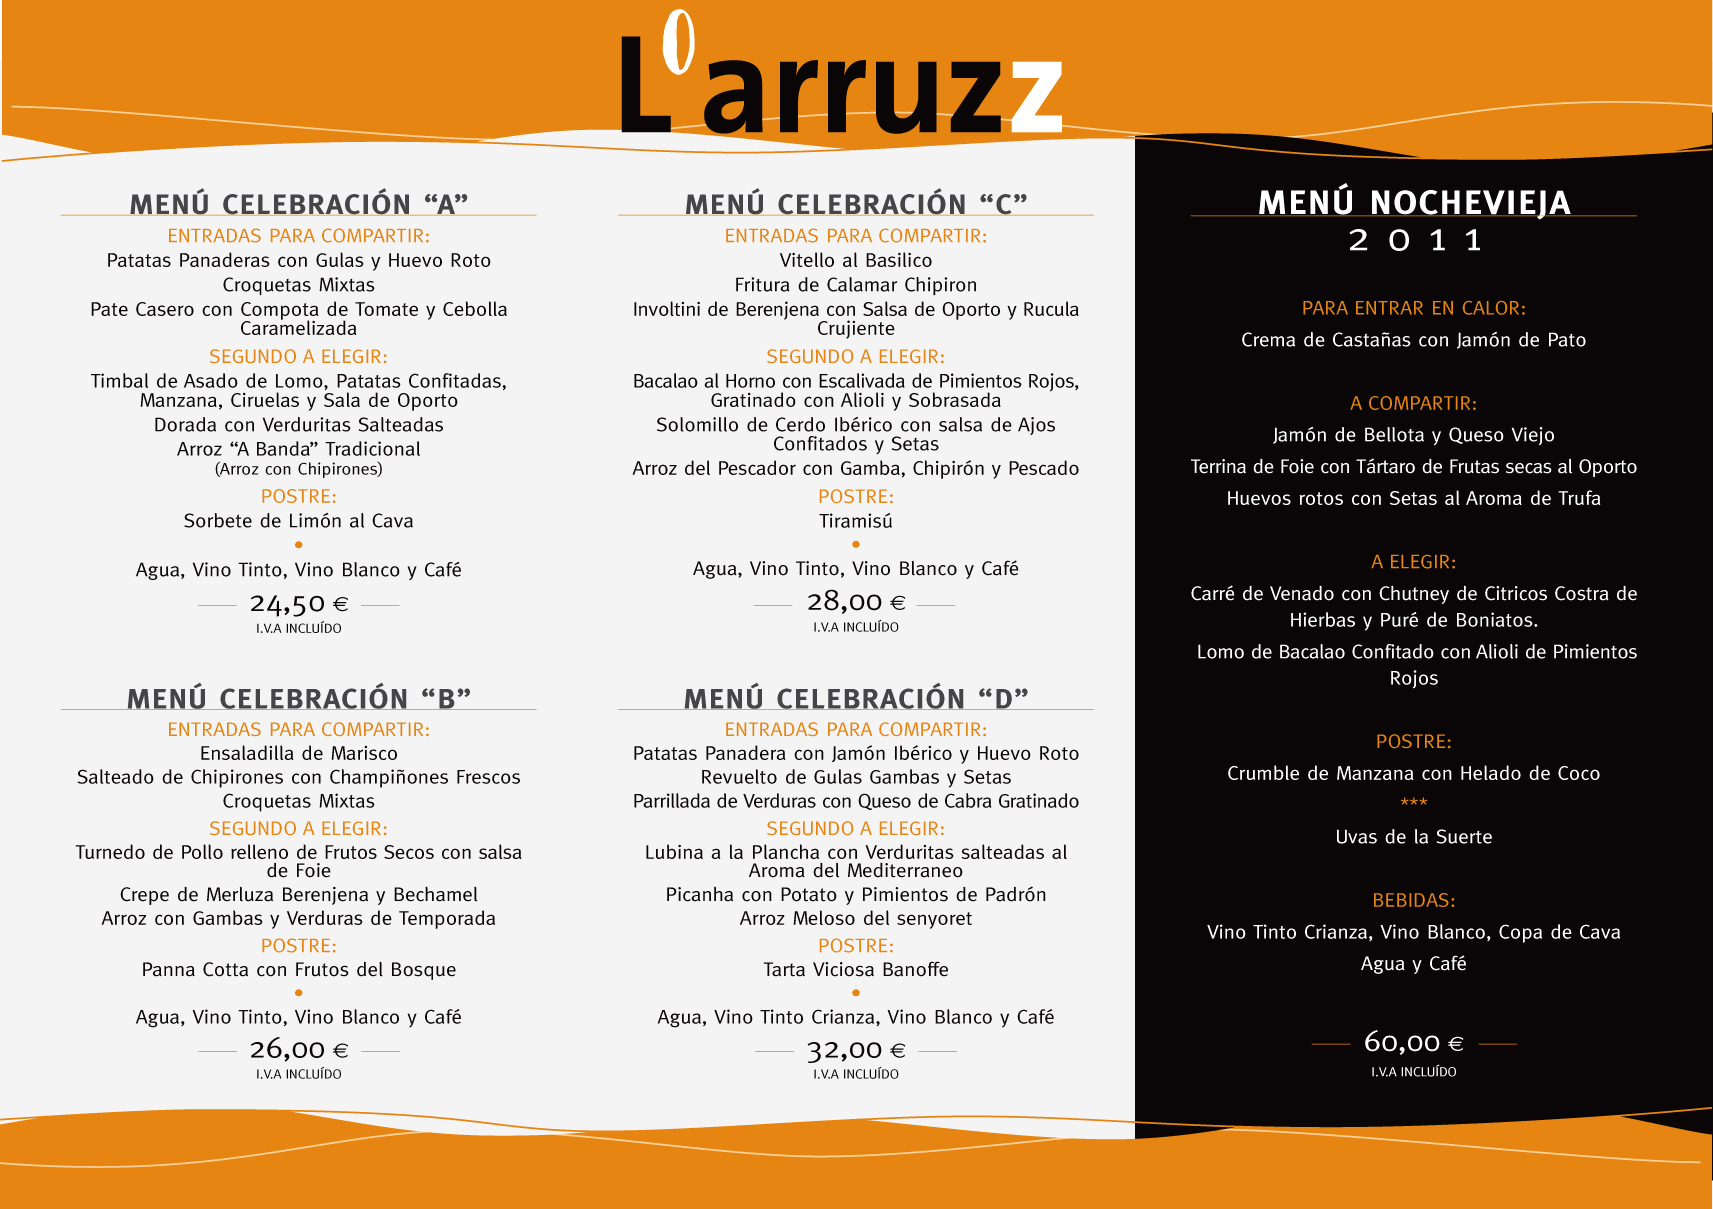 L'arruzz
MENÚ CELEBRACIÓN “A”
ENTRADAS PARA COMPARTIR:
Patatas Panaderas con Gulas y Huevo Roto
Croquetas Mixtas
Pate Casero con Compota de Tomate y Cebolla
Caramelizada
SEGUNDO A ELEGIR:
Timbal de Asado de Lomo, Patatas Confitadas,
Manzana, Ciruelas y Sala de Oporto
Dorada con Verduritas Salteadas
Arroz “A Banda” Tradicional
(Arroz con Chipirones)
POSTRE:
Sorbete de Limón al Cava
Agua, Vino Tinto, Vino Blanco y Café
24,50 €
I.V.A INCLUÍDO
MENÚ CELEBRACIÓN “B”
ENTRADAS PARA COMPARTIR:
Ensaladilla de Marisco
Salteado de Chipirones con Champiñones Frescos
Croquetas Mixtas
SEGUNDO A ELEGIR:
Turnedo de Pollo relleno de Frutos Secos con salsa
de Foie
Crepe de Merluza Berenjena y Bechamel
Arroz con Gambas y Verduras de Temporada
POSTRE:
Panna Cotta con Frutos del Bosque
Agua, Vino Tinto, Vino Blanco y Café
26,00 €
I.V.A INCLUÍDO
MENÚ CELEBRACIÓN “C”
ENTRADAS PARA COMPARTIR:
Vitello al Basilico
Fritura de Calamar Chipiron
Involtini de Berenjena con Salsa de Oporto y Rucula
Crujiente
SEGUNDO A ELEGIR:
Bacalao al Horno con Escalivada de Pimientos Rojos,
Gratinado con Alioli y Sobrasada
Solomillo de Cerdo Ibérico con salsa de Ajos
Confitados y Setas
Arroz del Pescador con Gamba, Chipirón y Pescado
POSTRE:
Tiramisú
Agua, Vino Tinto, Vino Blanco y Café
28,00 €
I.V.A INCLUÍDO
MENÚ CELEBRACIÓN “D”
ENTRADAS PARA COMPARTIR:
Patatas Panadera con Jamón Ibérico y Huevo Roto
Revuelto de Gulas Gambas y Setas
Parrillada de Verduras con Queso de Cabra Gratinado
SEGUNDO A ELEGIR:
Lubina a la Plancha con Verduritas salteadas al
Aroma del Mediterraneo
Picanha con Potato y Pimientos de Padrón
Arroz Meloso del senyoret
POSTRE:
Tarta Viciosa Banoffe
Agua, Vino Tinto Crianza, Vino Blanco y Café
32,00 €
I.V.A INCLUÍDO
MENÚ NOCHEVIEJA
2011
PARA ENTRAR EN CALOR:
Crema de Castañas con Jamón de Pato
A COMPARTIR:
Jamón de Bellota y Queso Viejo
Terrina de Foie con Tártaro de Frutas secas al Oporto
Huevos rotos con Setas al Aroma de Trufa
A ELEGIR:
Carré de Venado con Chutney de Citricos Costra de
Hierbas y Puré de Boniatos.
Lomo de Bacalao Confitado con Alioli de Pimientos
Rojos
POSTRE:
Crumble de Manzana con Helado de Coco
***
Uvas de la Suerte
BEBIDAS:
Vino Tinto Crianza, Vino Blanco, Copa de Cava
Agua y Café
60,00 €
I.V.A INCLUÍDO